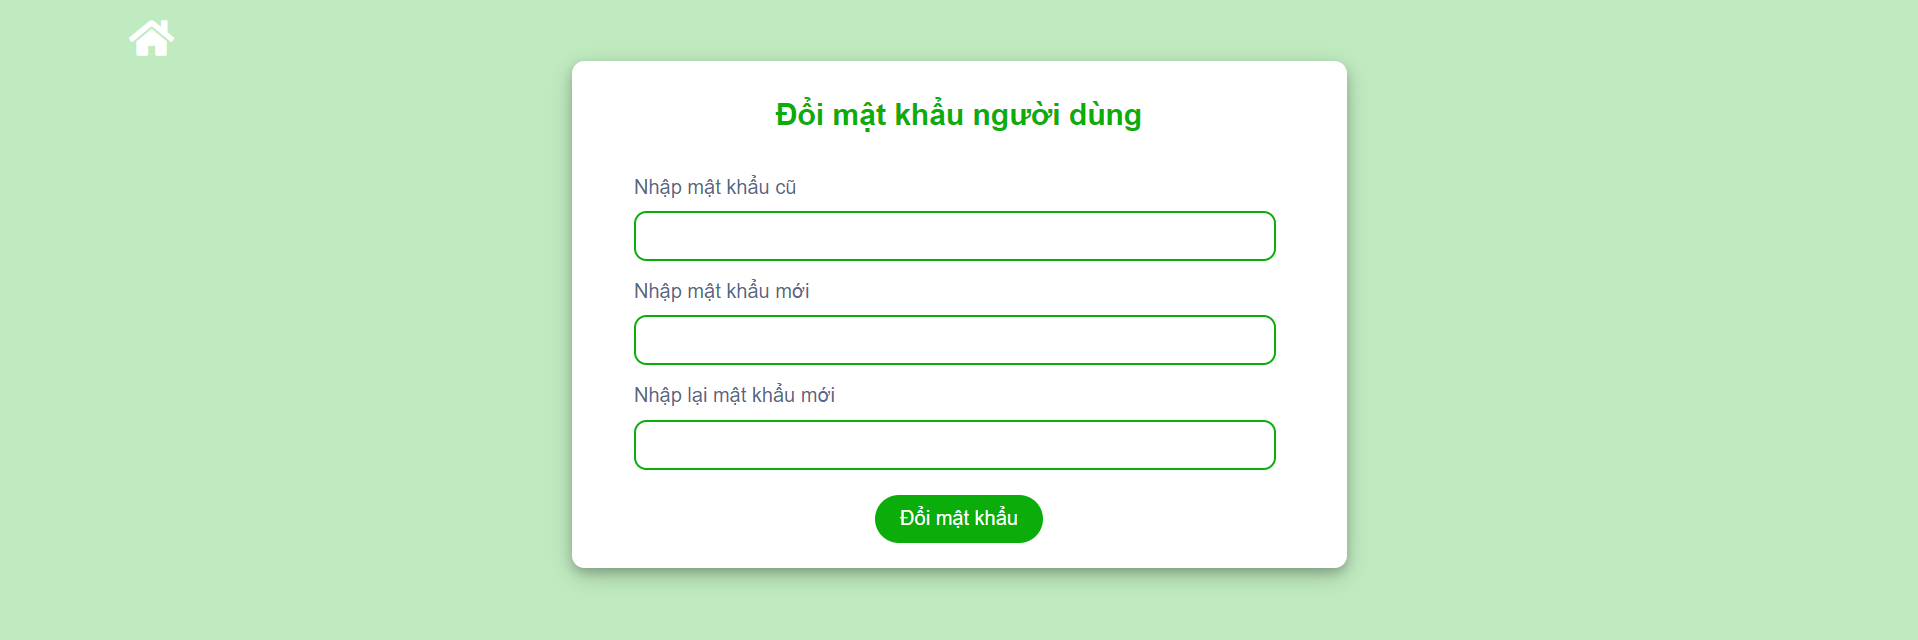 Đổi mật khẩu người dùng
Nhập mật khẩu cũ
Nhập mật khẩu mới
Nhập lại mật khẩu mới
Đổi mật khẩu